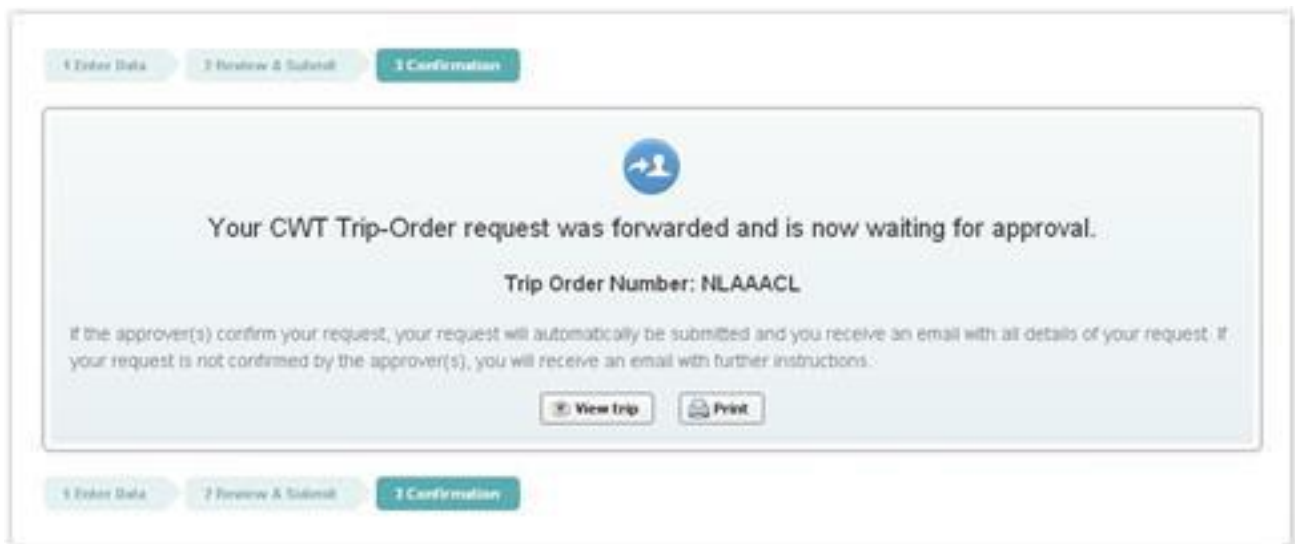 1 Enter Data 2 Review & Submit 3 Confirmation
Your CWT Trip-Order request was forwarded and is now waiting for approval.
Trip Order Number: NLAAACL
If the approver(s) confirm your request, your request will automatically be submitted and you receive an email with all details of your request. If
your request is not confirmed by the approver(s), you will receive an email with further instructions.
View trip Print
1 Enter Data 2 Review & Submit 3 Confirmation